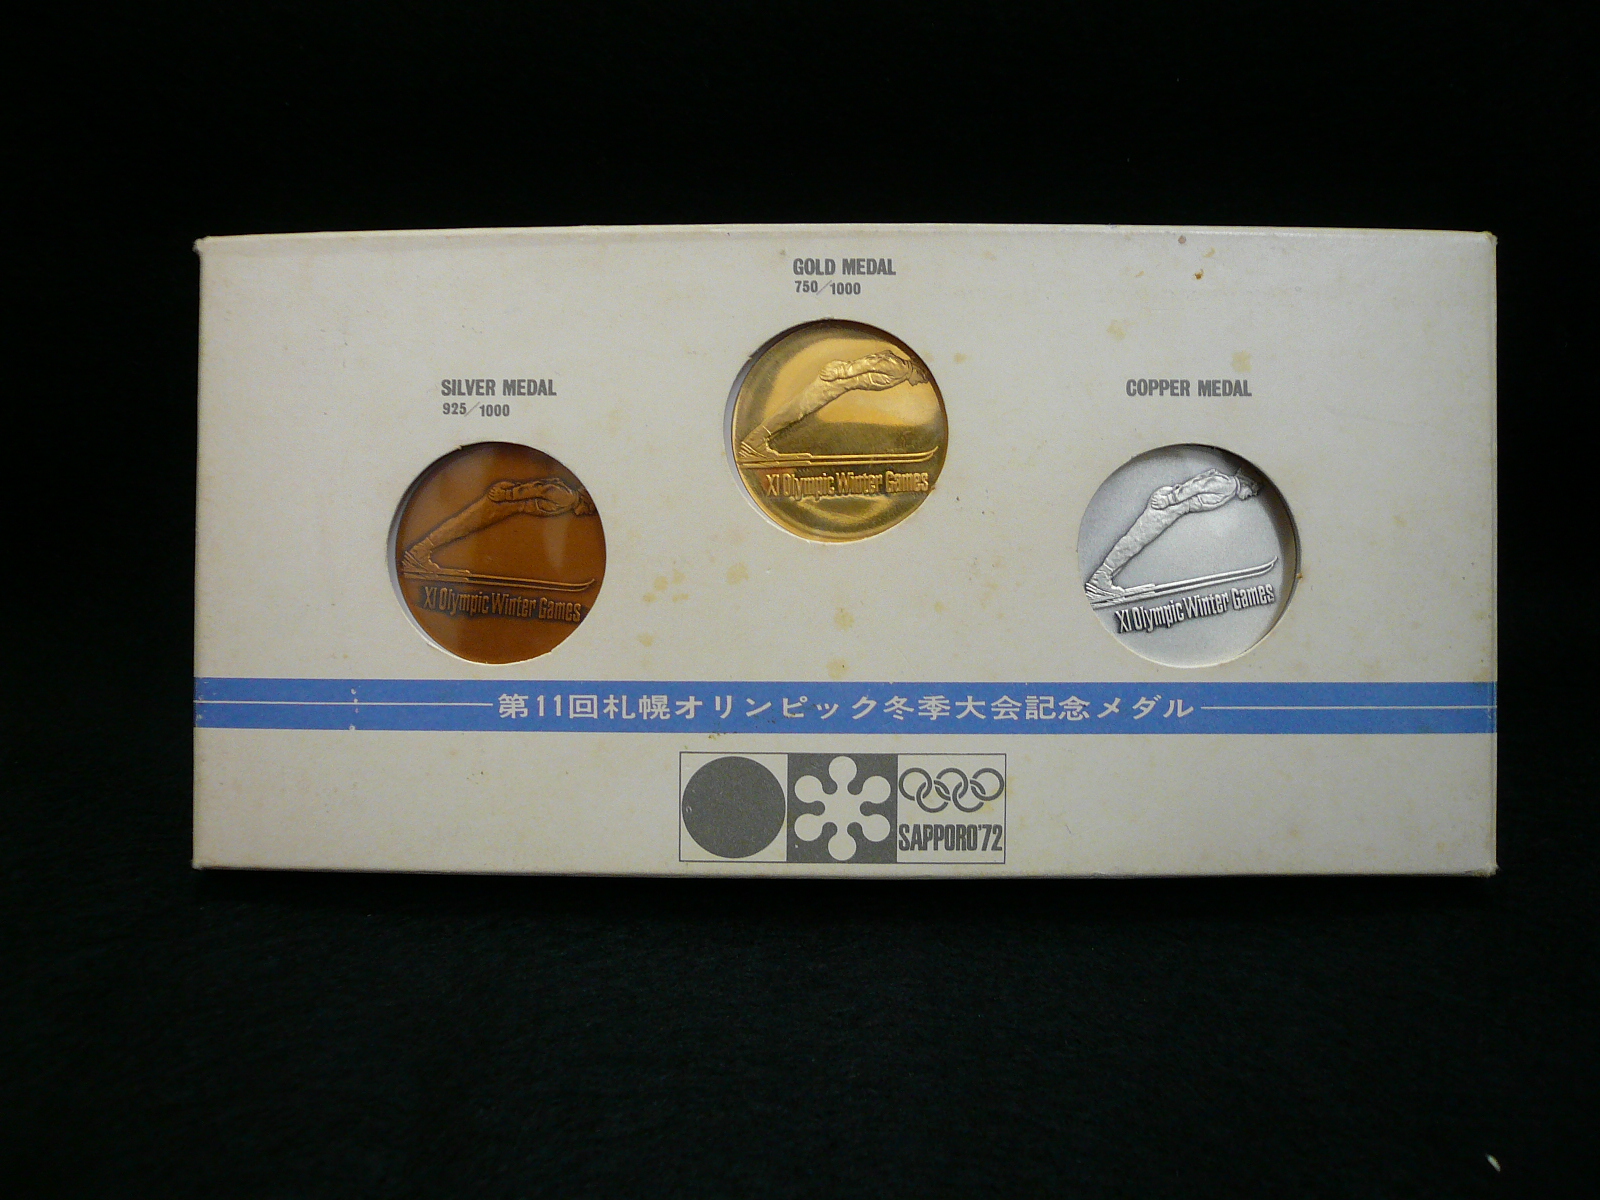 GOLD MEDAL
750/1000
SILVER MEDAL
925/1000
COPPER MEDAL
XI Olympic Winter Games
XI Olympic Winter Games
XI Olympic Winter Games
第11回札幌オリンピック冬季大会記念メダル
SAPPORO'72